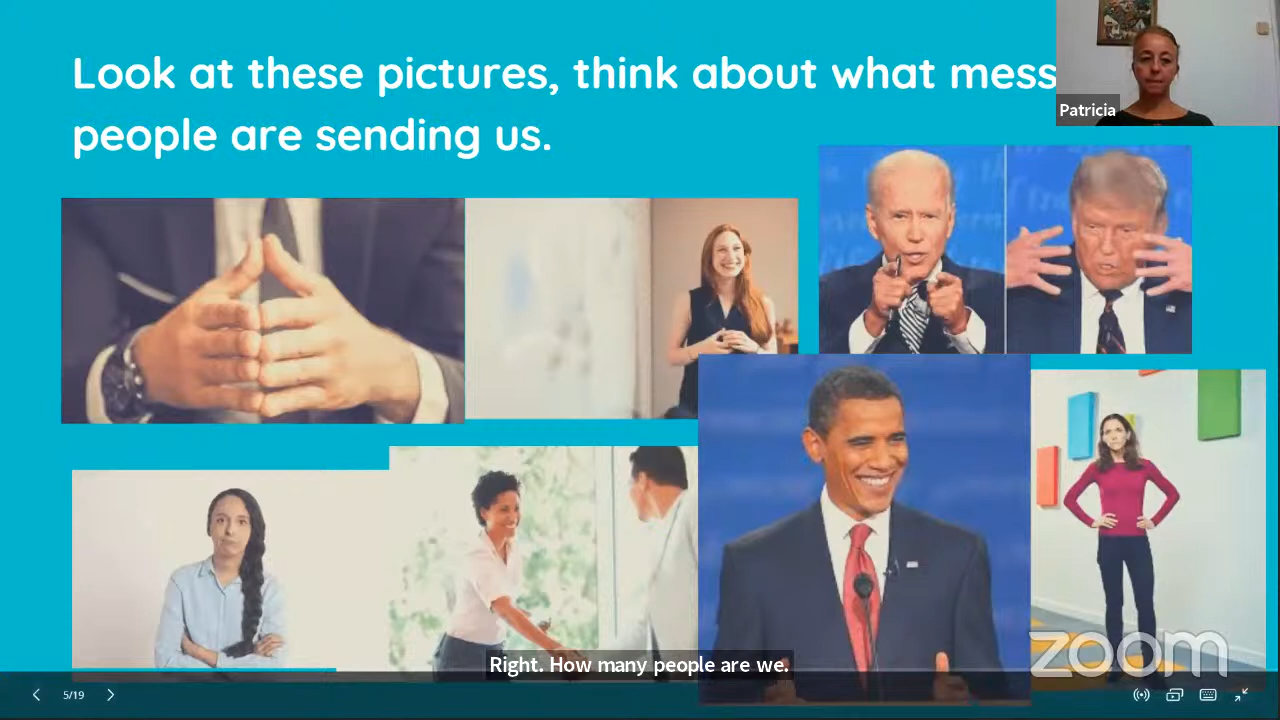 Look at these pictures, think about what mess
people are sending us.
Patricia
Right. How many people are we.
zoom
5/19